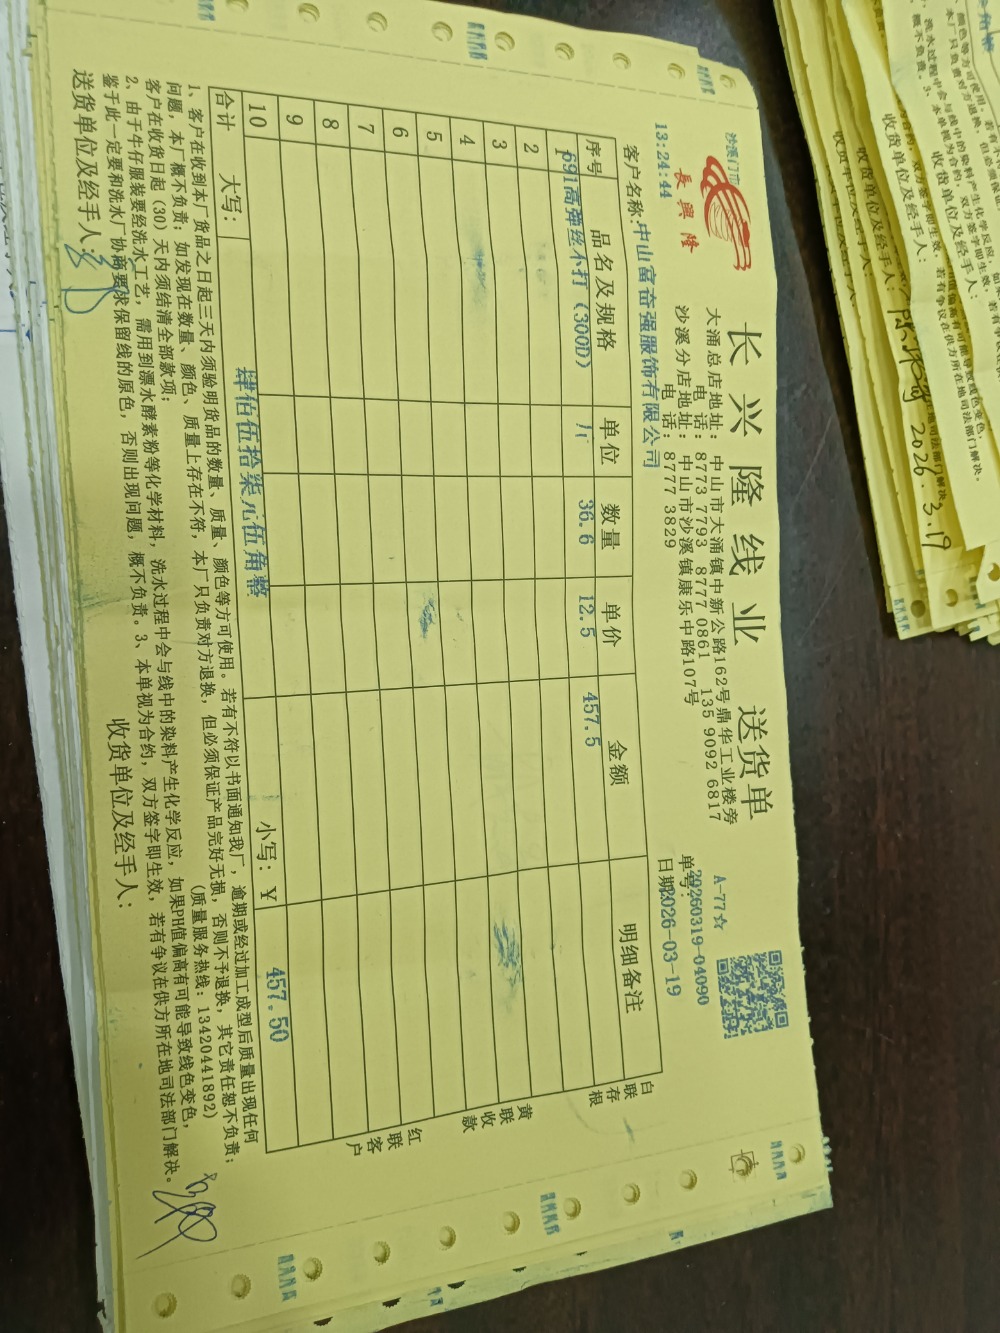 沙溪门市
長興隆
长兴隆线业 送货单
A-77☆
大涌总店地址：中山市大涌镇中新公路162号鼎华工业楼旁
电话：8773 7793 8777 0861 135 9092 6817
沙溪分店地址：中山市沙溪镇康乐中路107号
电话：8777 3829
单号:20260319-04090
13:24:44
日期:2026-03-19
客户名称:中山富奋强服饰有限公司
序号 品名及规格 单位 数量 单价 金额 明细备注
1 691高弹丝不打（300D） 36.6 12.5 457.5
2
3
4
5
6
7
8
9
10
合计 大写：肆佰伍拾柒元伍角整 小写：￥ 457.50
白联存根
黄联收款
红联客户
1、客户在收到本厂货品之日起三天内须验明货品的数量、质量、颜色等方可使用。若有不符以书面通知我厂，逾期或经过加工成型后质量出现任何
问题，本厂概不负责；如发现在数量、颜色、质量上存在不符，本厂只负责对方退换，但必须保证产品完好无损，否则不予退换，其它责任恕不负责；
客户在收货日起（30）天内须结清全部款项； （质量服务热线：13420441892）
2、由于牛仔服装要经洗水工艺，需用到漂水酵素粉等化学材料，洗水过程中会与线中的染料产生化学反应，如果PH值偏高有可能导致线色变色，
鉴于此一定要和洗水厂协商要求保留线的原色，否则出现问题，概不负责。3、本单视为合约，双方签字即生效，若有争议在供方所在地司法部门解决。
送货单位及经手人： 收货单位及经手人：
收货单位及经手人：
收货单位及经手人：
2026.3.19